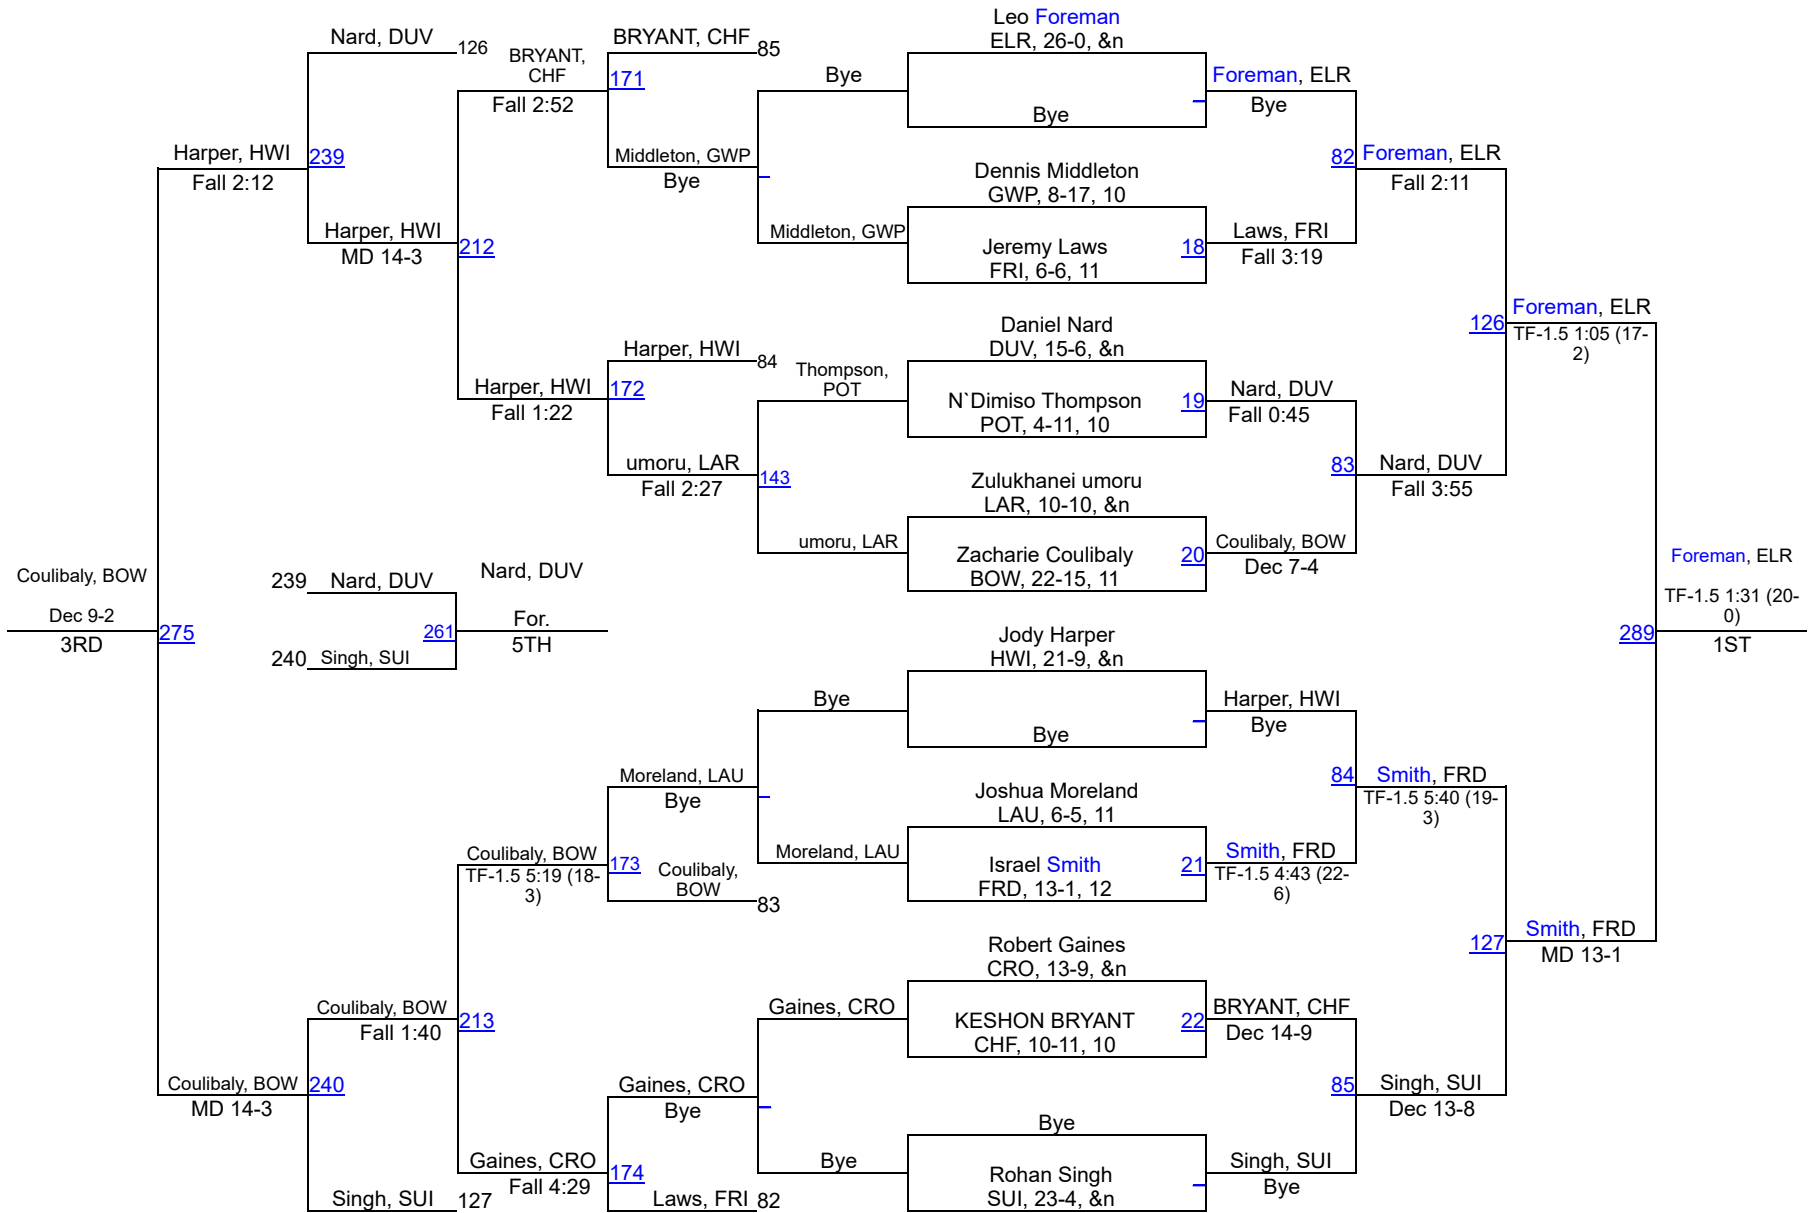 Leo Foreman
ELR, 26-0, &n
Nard, DUV
126
BRYANT,
CHF
Fall 2:52
BRYANT, CHF
85
171
Bye
Bye
Foreman, ELR
Bye
Harper, HWI
239
Fall 2:12
Middleton, GWP
Bye
Dennis Middleton
GWP, 8-17, 10
82
Foreman, ELR
Fall 2:11
Harper, HWI
MD 14-3
212
Middleton, GWP
Jeremy Laws
FRI, 6-6, 11
18
Laws, FRI
Fall 3:19
Foreman, ELR
126
TF-1.5 1:05 (17-
2)
Daniel Nard
DUV, 15-6, &n
Harper, HWI
84
Thompson,
POT
Harper, HWI
Fall 1:22
172
N`Dimiso Thompson
POT, 4-11, 10
19
Nard, DUV
Fall 0:45
umoru, LAR
Fall 2:27
143
Zulukhanei umoru
LAR, 10-10, &n
83
Nard, DUV
Fall 3:55
umoru, LAR
Zacharie Coulibaly
BOW, 22-15, 11
20
Coulibaly, BOW
Dec 7-4
Foreman, ELR
TF-1.5 1:31 (20-
0)
289
1ST
Coulibaly, BOW
Dec 9-2
3RD
275
239
Nard, DUV
240
Singh, SUI
261
Nard, DUV
For.
5TH
Jody Harper
HWI, 21-9, &n
Bye
Bye
Harper, HWI
Bye
Moreland, LAU
Bye
Joshua Moreland
LAU, 6-5, 11
84
Smith, FRD
TF-1.5 5:40 (19-
3)
Coulibaly, BOW
TF-1.5 5:19 (18-
3)
173
Coulibaly,
BOW
83
Moreland, LAU
Israel Smith
FRD, 13-1, 12
21
Smith, FRD
TF-1.5 4:43 (22-
6)
127
Smith, FRD
MD 13-1
Robert Gaines
CRO, 13-9, &n
Coulibaly, BOW
Fall 1:40
213
Gaines, CRO
KESHON BRYANT
CHF, 10-11, 10
22
BRYANT, CHF
Dec 14-9
Coulibaly, BOW
MD 14-3
240
Gaines, CRO
Bye
85
Singh, SUI
Dec 13-8
Bye
Gaines, CRO
Fall 4:29
174
Bye
Rohan Singh
SUI, 23-4, &n
Singh, SUI
Bye
Singh, SUI
127
Laws, FRI
82